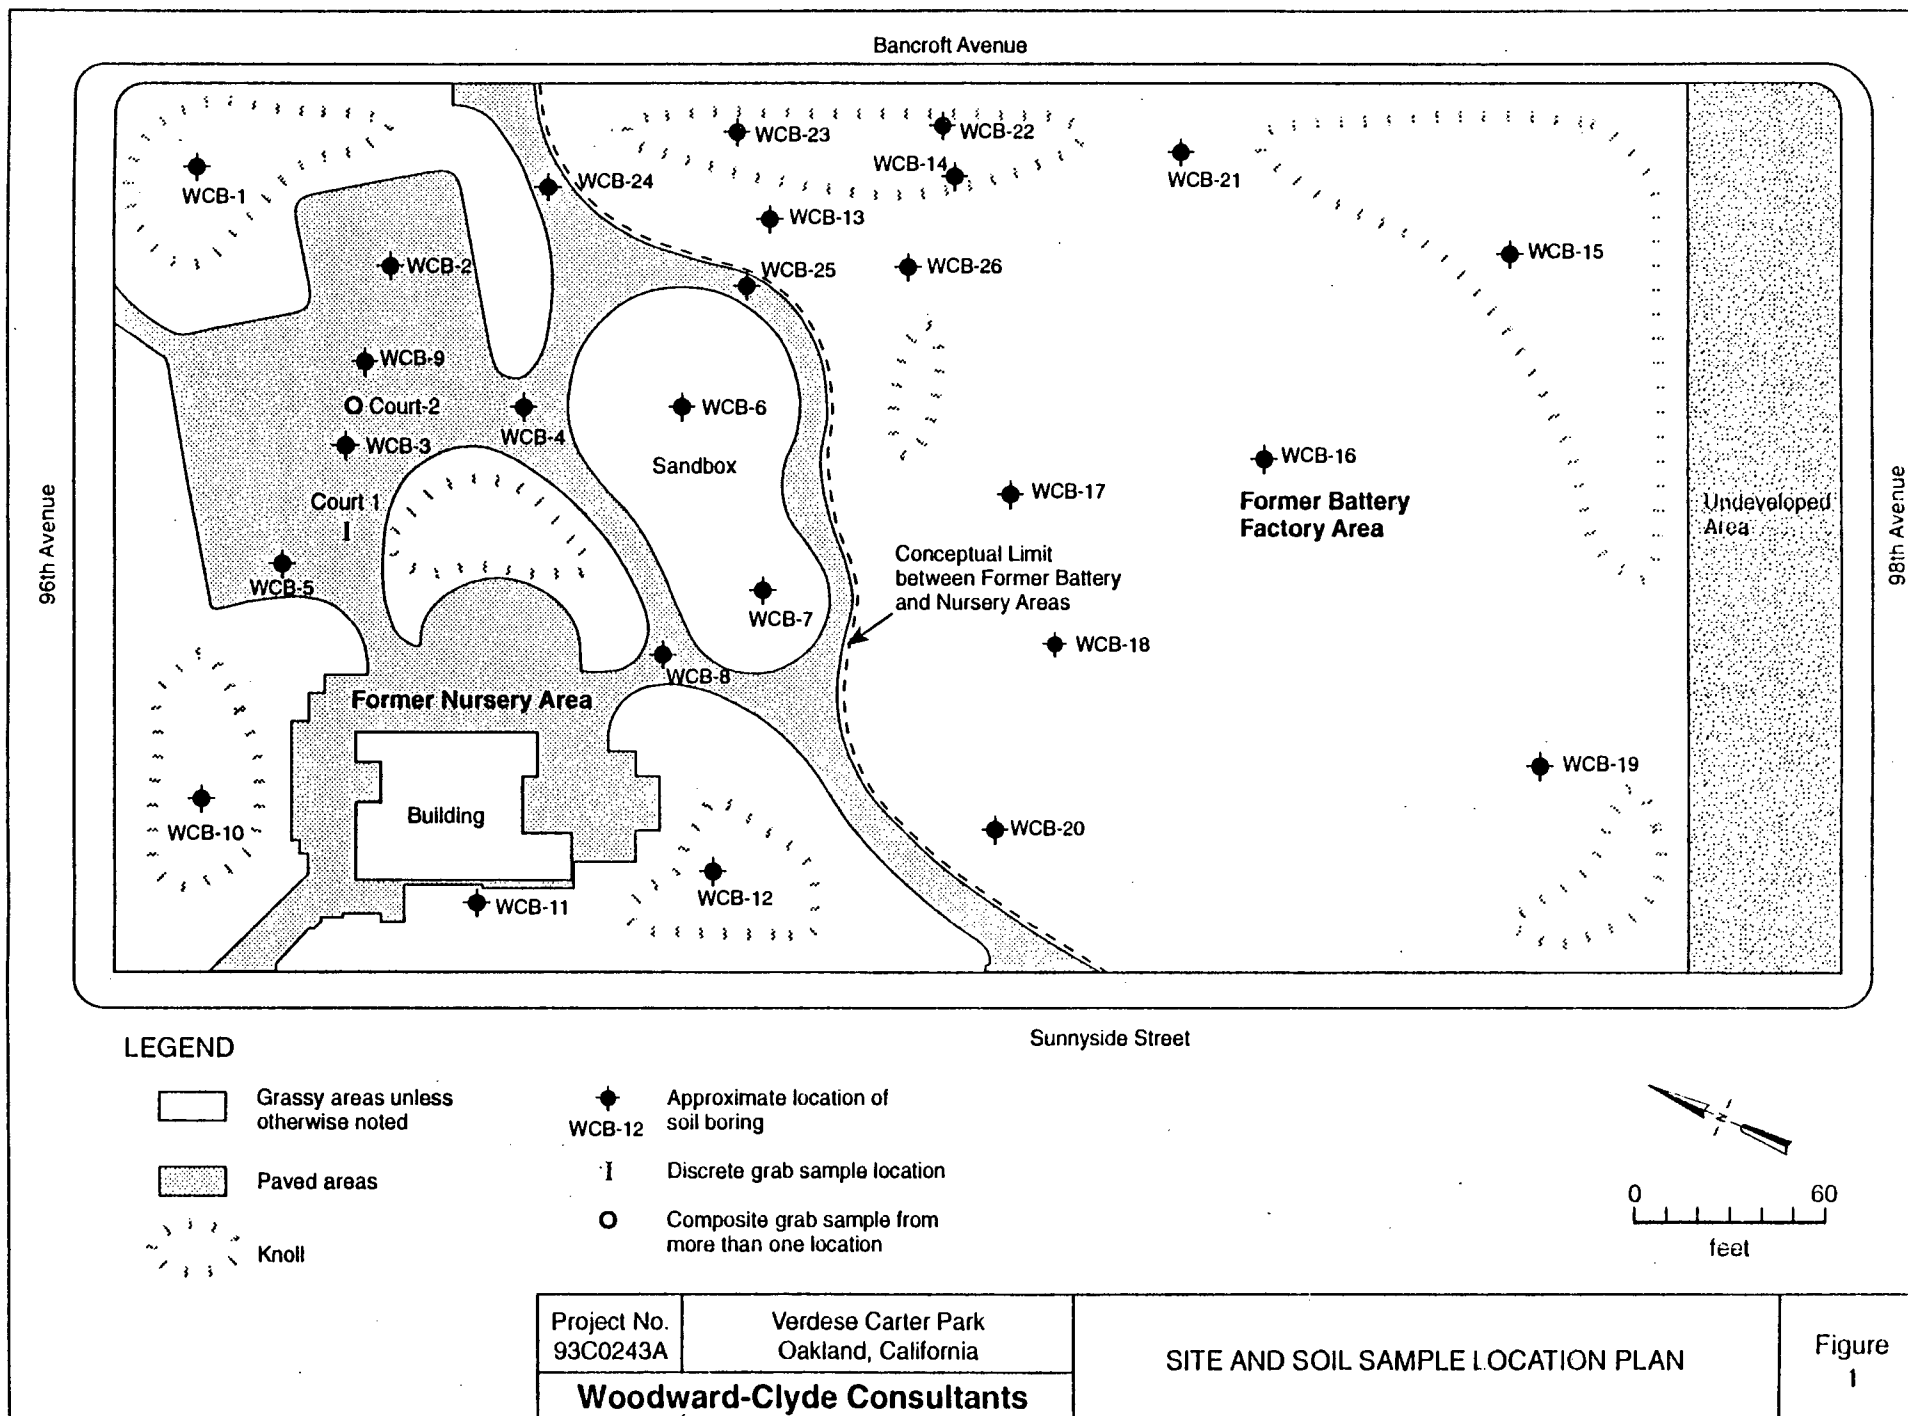 Bancroft Avenue
WCB-23
WCB-22
WCB-14
WCB-21
WCB-1
WCB-24
WCB-13
WCB-15
WCB-2
WCB-25
WCB-26
WCB-9
Court-2
WCB-4
WCB-6
WCB-3
Sandbox
WCB-16
WCB-17
Court 1
Former Battery
Factory Area
Undeveloped
Area
96th Avenue
98th Avenue
Conceptual Limit
between Former Battery
and Nursery Areas
WCB-5
WCB-7
WCB-18
WCB-8
Former Nursery Area
WCB-19
Building
WCB-10
WCB-20
WCB-12
WCB-11
Sunnyside Street
LEGEND
Grassy areas unless
otherwise noted
Paved areas
Knoll
WCB-12
Approximate location of
soil boring
I
Discrete grab sample location
O
Composite grab sample from
more than one location
N
0 60
feet
Project No.
93C0243A
Verdese Carter Park
Oakland, California
Woodward-Clyde Consultants
SITE AND SOIL SAMPLE LOCATION PLAN
Figure
1